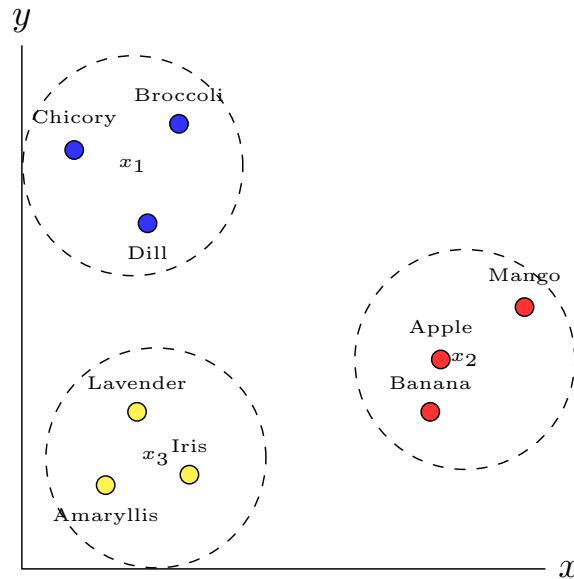 y
Broccoli
Chicory
x1
Dill
Mango
Apple
x2
Banana
Lavender
Iris
x3
Amaryllis
x